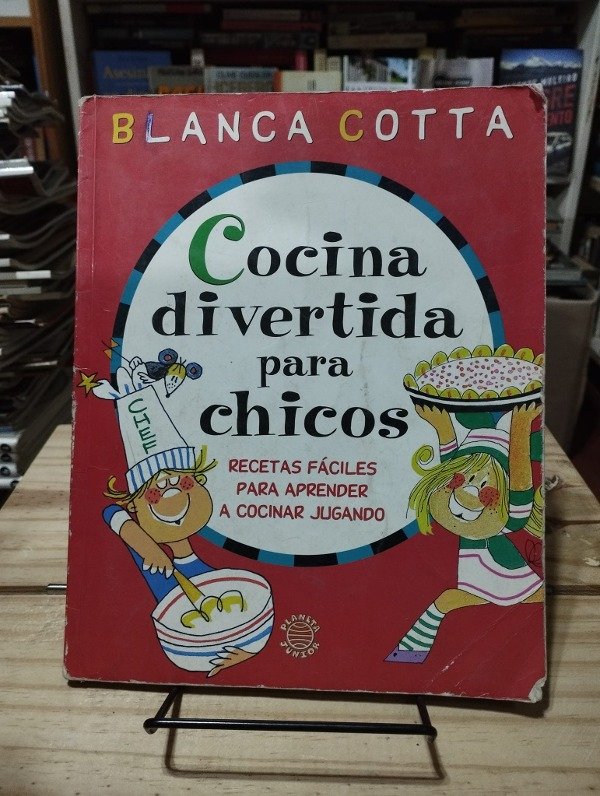 BLANCA COTTA
Cocina
divertida
para
chicos
RECETAS FÁCILES
PARA APRENDER
A COCINAR JUGANDO
CHEF
PLANETA
JUNIOR